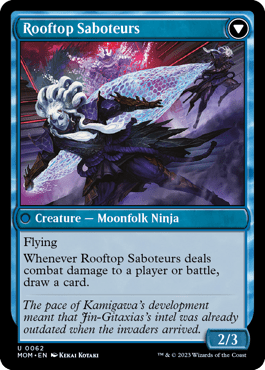 Rooftop Saboteurs
Creature — Moonfolk Ninja
Flying
Whenever Rooftop Saboteurs deals
combat damage to a player or battle,
draw a card.
The pace of Kamigawa's development
meant that Jin-Gitaxias's intel was already
outdated when the invaders arrived.
2/3
U 0062
MOM • EN KEKAI KOTAKI
™ & © 2023 Wizards of the Coast